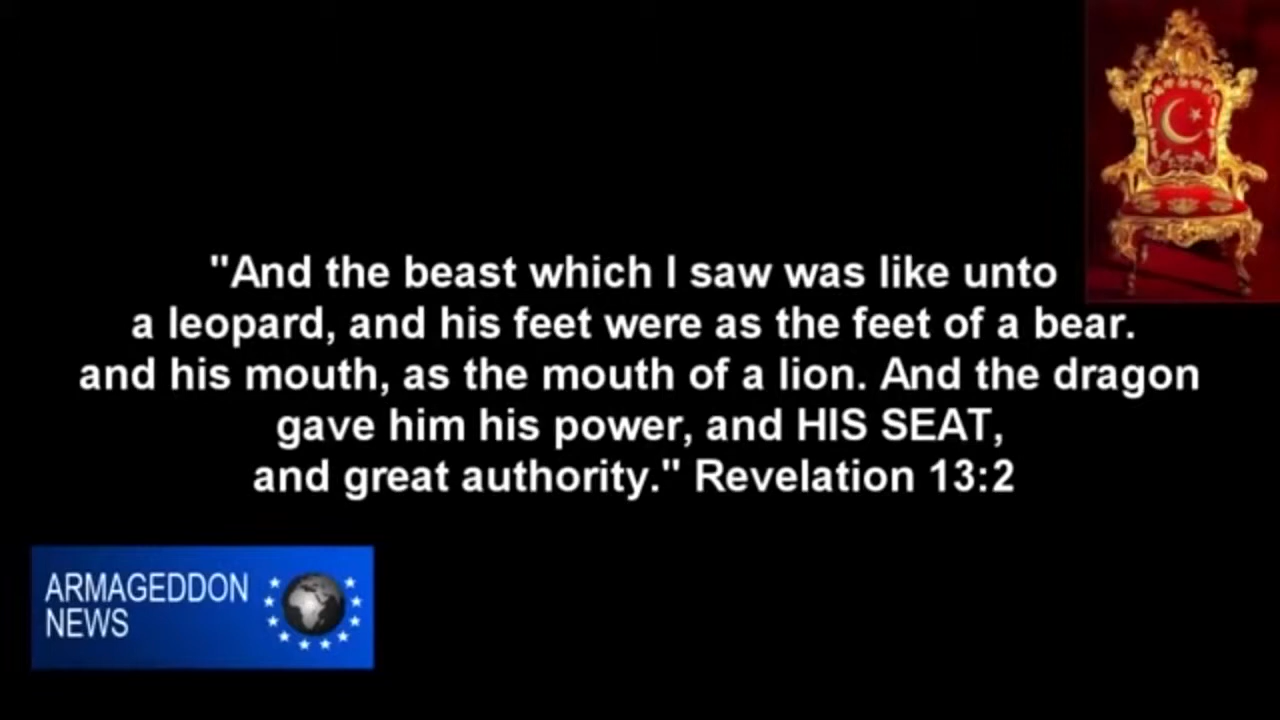 "And the beast which I saw was like unto
a leopard, and his feet were as the feet of a bear.
and his mouth, as the mouth of a lion. And the dragon
gave him his power, and HIS SEAT,
and great authority." Revelation 13:2
ARMAGEDDON
NEWS